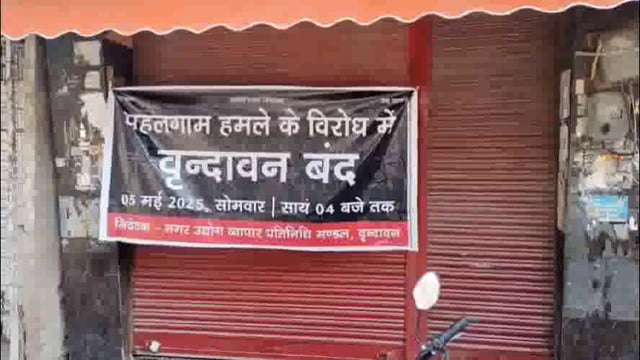 पहलगाम हमले के विरोध में
वृन्दावन बंद
05 मई 2025, सोमवार | सायं 04 बजे तक
निवेदक - नगर उद्योग व्यापार प्रतिनिधि मण्डल, वृन्दावन